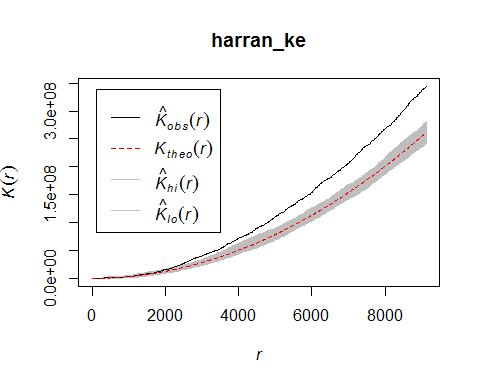 harran_ke
K̂obs(r)
Ktheo(r)
K̂hi(r)
K̂lo(r)
K(r)
3.0e+08
1.5e+08
0.0e+00
0 2000 4000 6000 8000
r